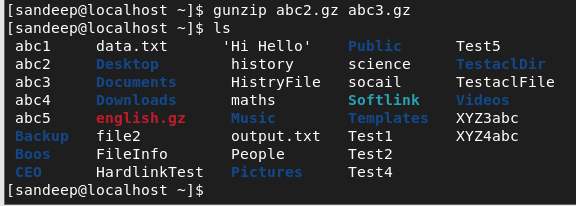 [sandeep@localhost ~]$ gunzip abc2.gz abc3.gz
[sandeep@localhost ~]$ ls
abc1 data.txt 'Hi Hello' Public Test5
abc2 Desktop history science TestaclDir
abc3 Documents HistryFile socail TestaclFile
abc4 Downloads maths Softlink Videos
abc5 english.gz Music Templates XYZ3abc
Backup file2 output.txt Test1 XYZ4abc
Boos FileInfo People Test2
CEO HardlinkTest Pictures Test4
[sandeep@localhost ~]$